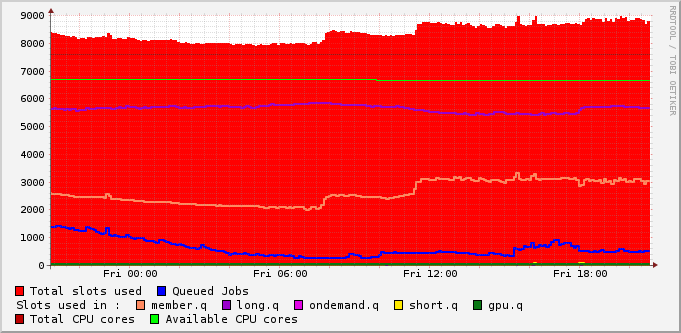 9000
8000
7000
6000
5000
4000
3000
2000
1000
0
Fri 00:00 Fri 06:00 Fri 12:00 Fri 18:00
Total slots used Queued Jobs
Slots used in : member.q long.q ondemand.q short.q gpu.q
Total CPU cores Available CPU cores
RRDTOOL / TOBI OETIKER